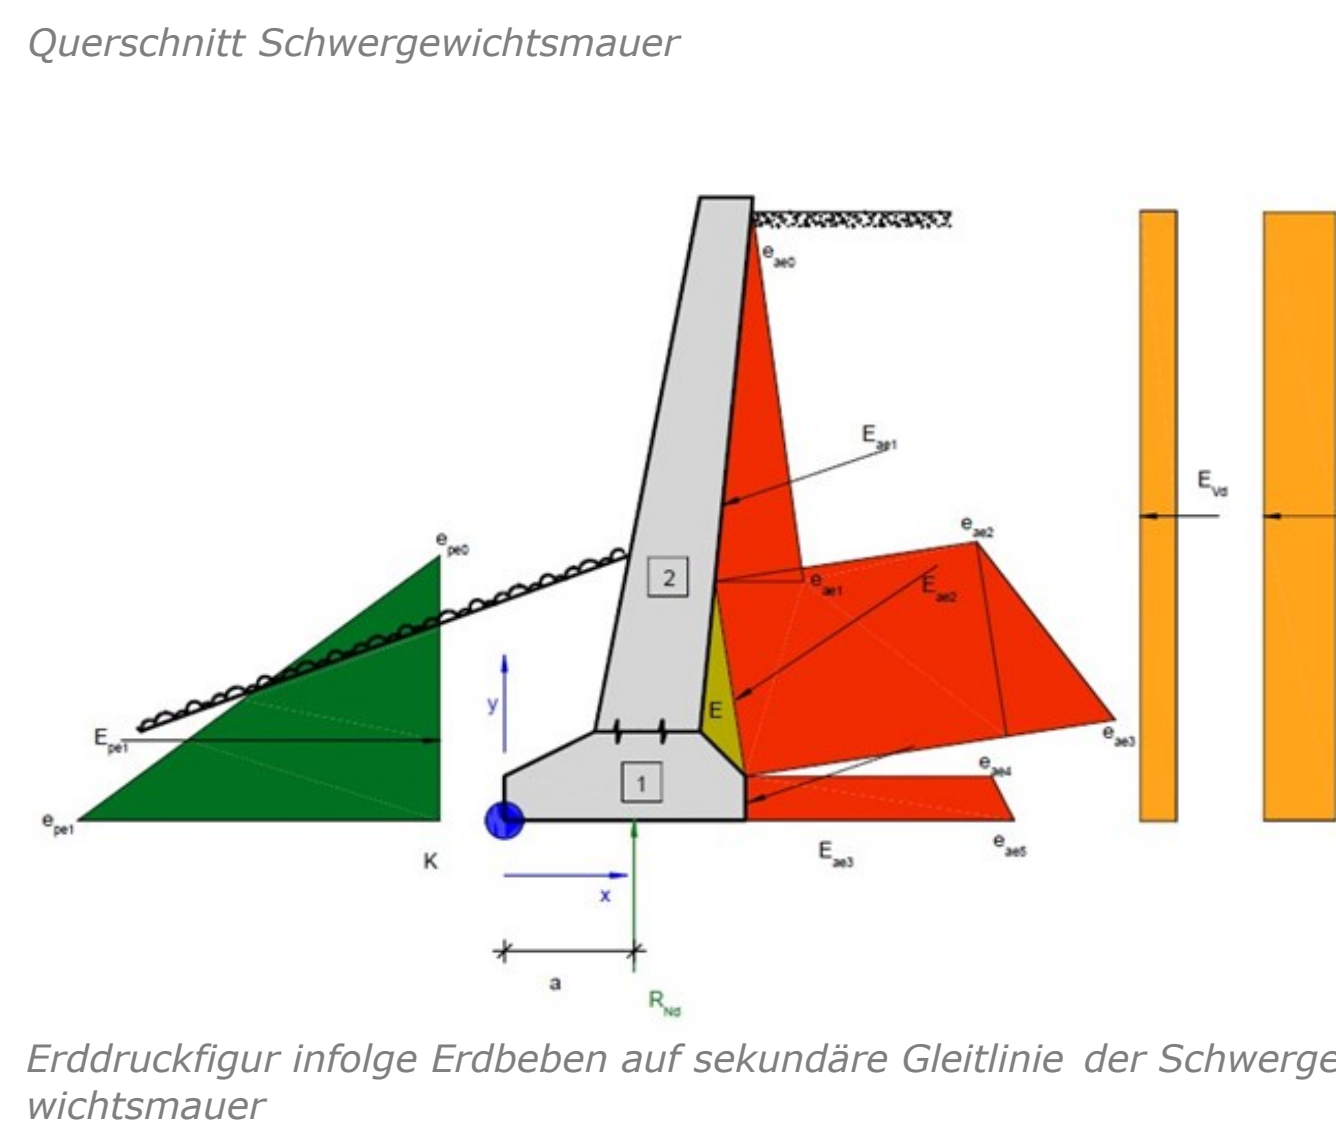 Querschnitt Schwergewichtsmauer
e_ae0
E_ae1
E_Vd
e_ae2
e_pe0
2
e_ae1
E_ae2
y
E
E_pe1
e_ae3
e_ae4
1
e_pe1
e_ae5
E_ae3
K
x
a
R_Nd
Erddruckfigur infolge Erdbeben auf sekundäre Gleitlinie der Schwerge
wichtsmauer